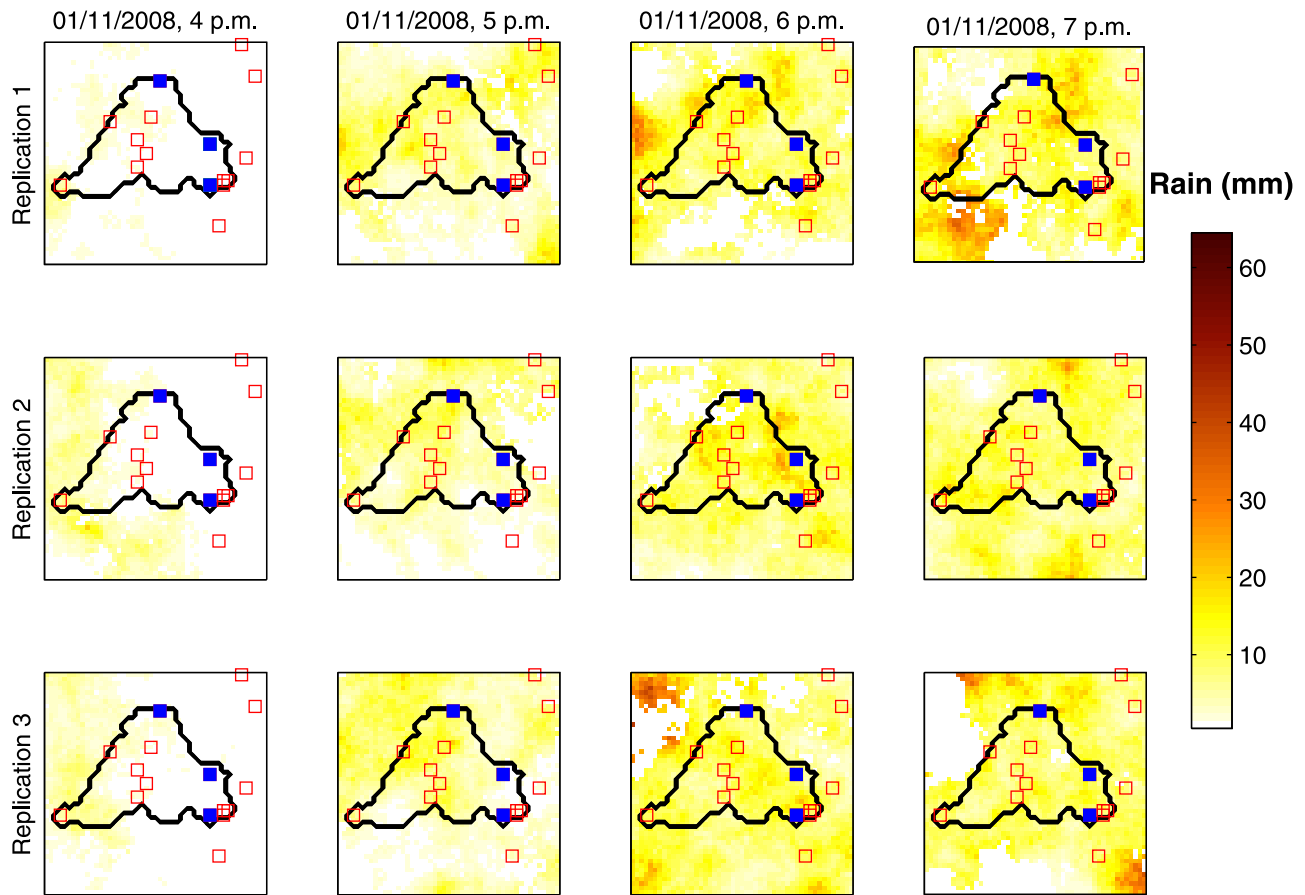 01/11/2008, 4 p.m.
01/11/2008, 5 p.m.
01/11/2008, 6 p.m.
01/11/2008, 7 p.m.
Replication 1
Rain (mm)
60
50
40
30
20
10
Replication 2
Replication 3